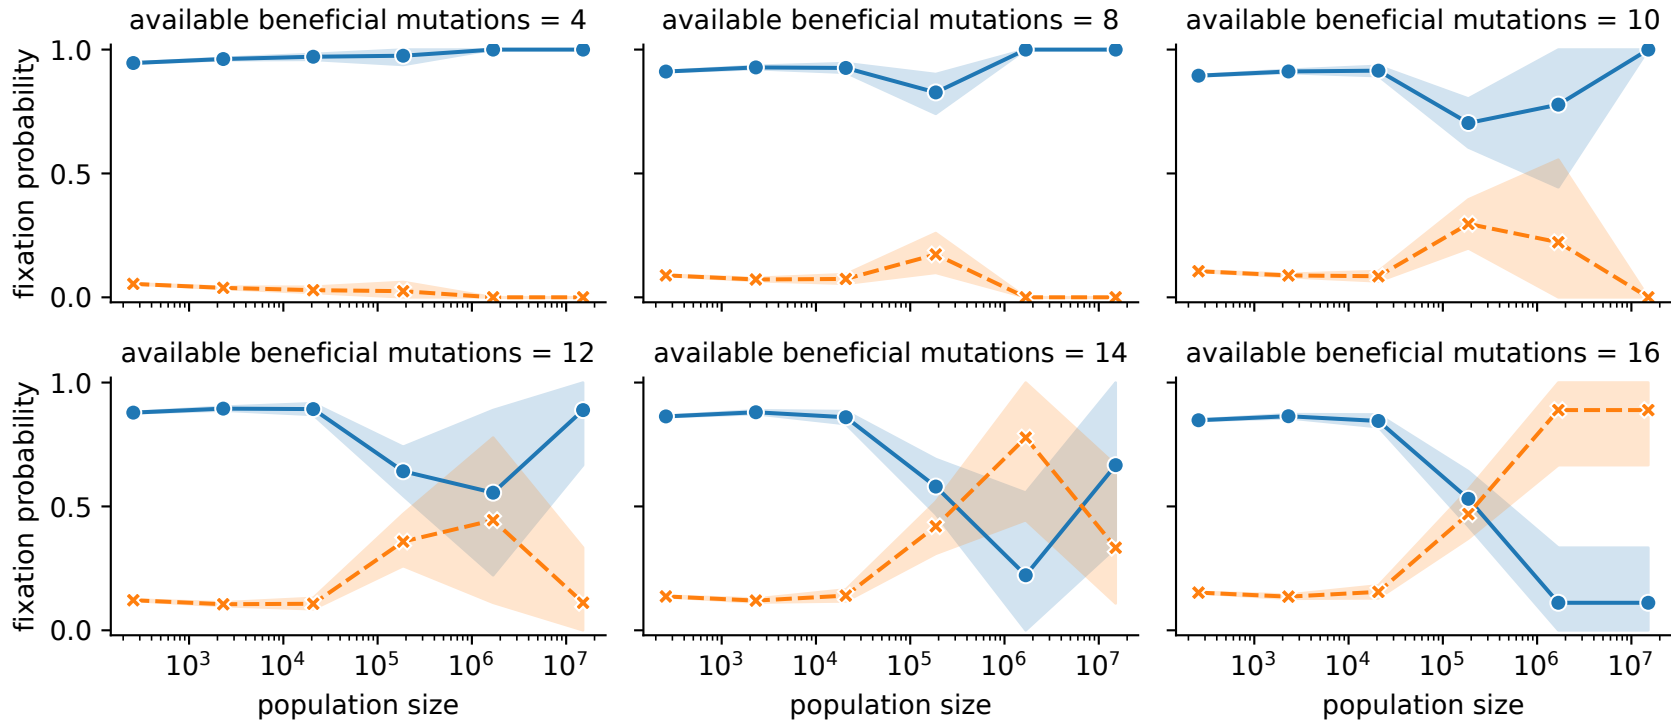 available beneficial mutations = 4
available beneficial mutations = 8
available beneficial mutations = 10
fixation probability
1.0
0.5
0.0
available beneficial mutations = 12
available beneficial mutations = 14
available beneficial mutations = 16
fixation probability
1.0
0.5
0.0
10³ 10⁴ 10⁵ 10⁶ 10⁷
10³ 10⁴ 10⁵ 10⁶ 10⁷
10³ 10⁴ 10⁵ 10⁶ 10⁷
population size
population size
population size